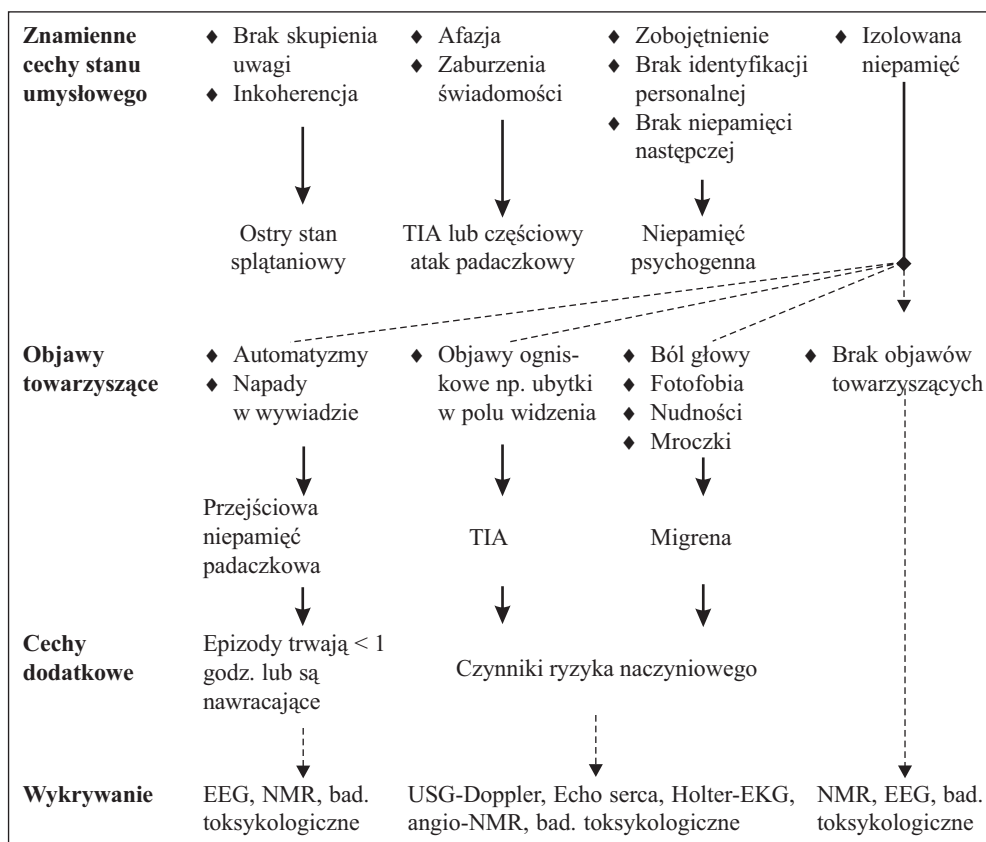 Znamienne cechy stanu umysłowego
♦ Brak skupienia
uwagi
♦ Inkoherencja
♦ Afazja
♦ Zaburzenia
świadomości
♦ Zobojętnienie
♦ Brak identyfikacji
personalnej
♦ Brak niepamięci
następczej
♦ Izolowana
niepamięć
Ostry stan
splątaniowy
TIA lub częściowy
atak padaczkowy
Niepamięć
psychogenna
Objawy
towarzyszące
♦ Automatyzmy
♦ Napady
w wywiadzie
♦ Objawy ognis-
kowe np. ubytki
w polu widzenia
♦ Ból głowy
♦ Fotofobia
♦ Nudności
♦ Mroczki
♦ Brak objawów
towarzyszących
Przejściowa
niepamięć
padaczkowa
TIA
Migrena
Cechy
dodatkowe
Epizody trwają < 1
godz. lub są
nawracające
Czynniki ryzyka naczyniowego
Wykrywanie
EEG, NMR, bad.
toksykologiczne
USG-Doppler, Echo serca, Holter-EKG,
angio-NMR, bad. toksykologiczne
NMR, EEG, bad.
toksykologiczne